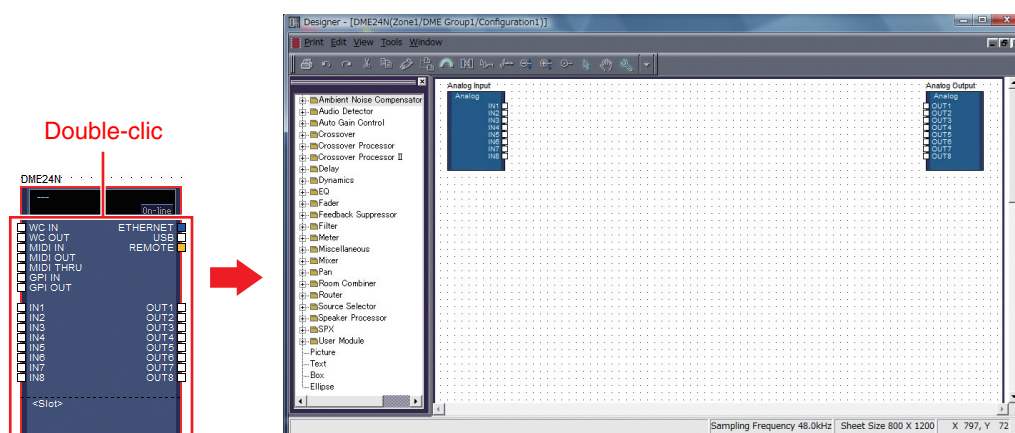 Double-clic
DME24N
---
On-line
WC IN
WC OUT
MIDI IN
MIDI OUT
MIDI THRU
GPI IN
GPI OUT
ETHERNET
USB
REMOTE
IN1
IN2
IN3
IN4
IN5
IN6
IN7
IN8
OUT1
OUT2
OUT3
OUT4
OUT5
OUT6
OUT7
OUT8
<Slot>
Designer - [DME24N(Zone1/DME Group1/Configuration1)]
Print Edit View Tools Window
Ambient Noise Compensator
Audio Detector
Auto Gain Control
Crossover
Crossover Processor
Crossover Processor II
Delay
Dynamics
EQ
Fader
Feedback Suppressor
Filter
Meter
Miscellaneous
Mixer
Pan
Room Combiner
Router
Source Selector
Speaker Processor
SPX
User Module
Picture
Text
Box
Ellipse
Analog Input
Analog
IN1
IN2
IN3
IN4
IN5
IN6
IN7
IN8
Analog Output
Analog
OUT1
OUT2
OUT3
OUT4
OUT5
OUT6
OUT7
OUT8
Sampling Frequency 48.0kHz Sheet Size 800 X 1200 X 797, Y 72